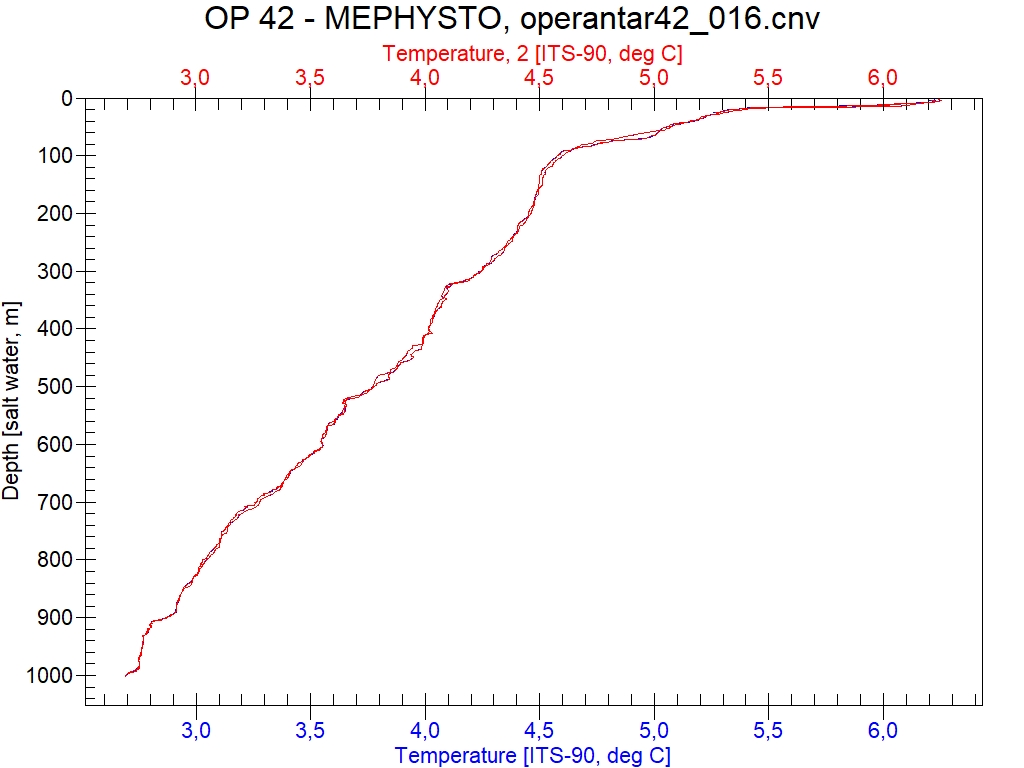 OP 42 - MEPHYSTO, operantar42_016.cnv
Temperature, 2 [ITS-90, deg C]
3,0 3,5 4,0 4,5 5,0 5,5 6,0
0
100
200
300
400
500
600
700
800
900
1000
Depth [salt water, m]
3,0 3,5 4,0 4,5 5,0 5,5 6,0
Temperature [ITS-90, deg C]